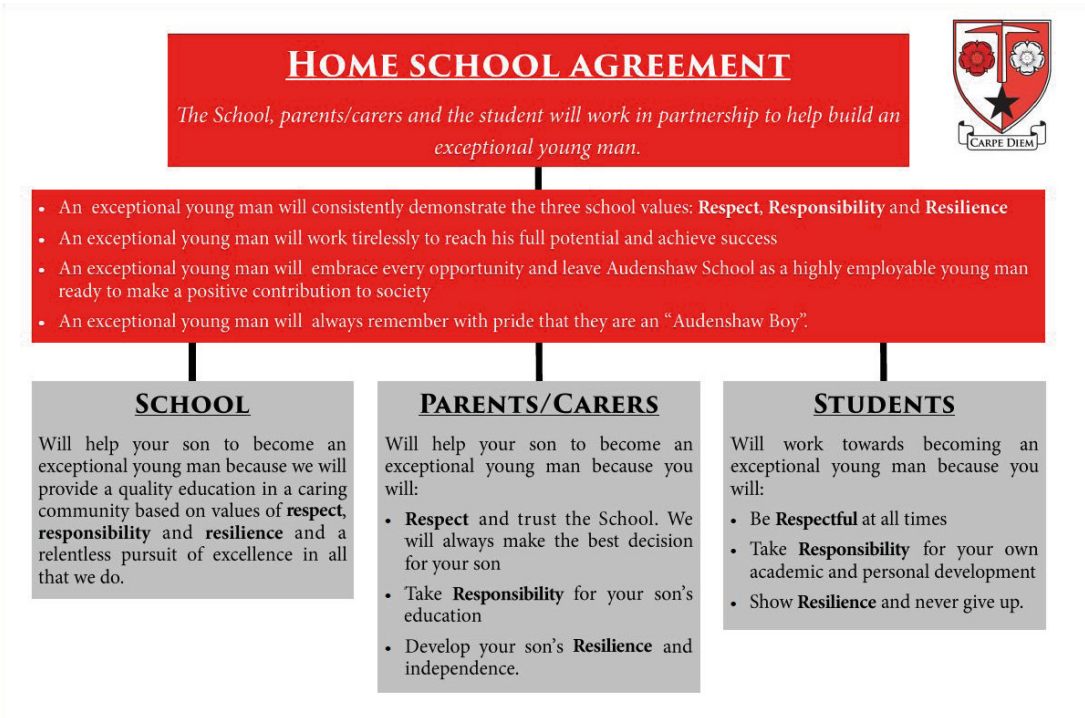 HOME SCHOOL AGREEMENT
The School, parents/carers and the student will work in partnership to help build an
exceptional young man.
CARPE DIEM
• An exceptional young man will consistently demonstrate the three school values: Respect, Responsibility and Resilience
• An exceptional young man will work tirelessly to reach his full potential and achieve success
• An exceptional young man will embrace every opportunity and leave Audenshaw School as a highly employable young man
ready to make a positive contribution to society
• An exceptional young man will always remember with pride that they are an “Audenshaw Boy”.
SCHOOL
Will help your son to become an
exceptional young man because we will
provide a quality education in a caring
community based on values of respect,
responsibility and resilience and a
relentless pursuit of excellence in all
that we do.
PARENTS/CARERS
Will help your son to become an
exceptional young man because you
will:
• Respect and trust the School. We
will always make the best decision
for your son
• Take Responsibility for your son’s
education
• Develop your son’s Resilience and
independence.
STUDENTS
Will work towards becoming an
exceptional young man because you
will:
• Be Respectful at all times
• Take Responsibility for your own
academic and personal development
• Show Resilience and never give up.